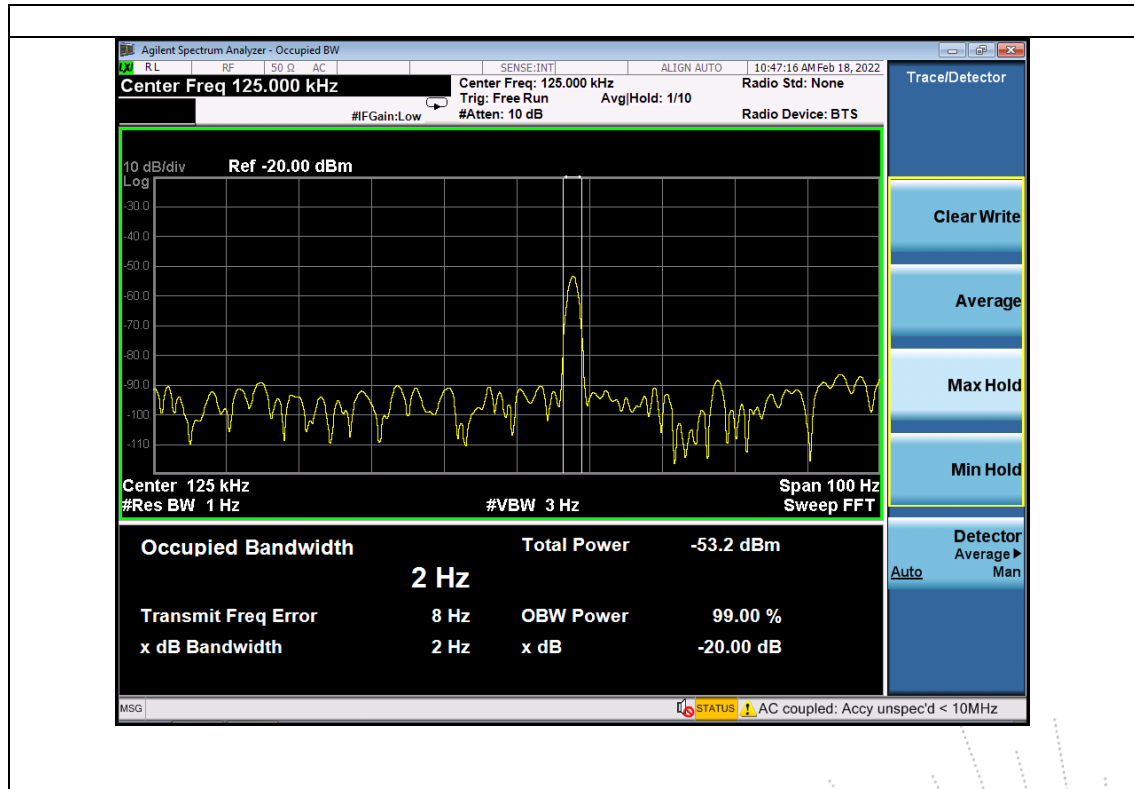 Agilent Spectrum Analyzer - Occupied BW
LXI RL RF 50 Ω AC SENSE:INT ALIGN AUTO 10:47:16 AM Feb 18, 2022
Center Freq 125.000 kHz
Center Freq: 125.000 kHz Radio Std: None
Trig: Free Run Avg|Hold: 1/10
#IFGain:Low #Atten: 10 dB Radio Device: BTS
Trace/Detector
10 dB/div Ref -20.00 dBm
Log
-30.0
-40.0
-50.0
-60.0
-70.0
-80.0
-90.0
-100
-110
Center 125 kHz Span 100 Hz
#Res BW 1 Hz #VBW 3 Hz Sweep FFT
Clear Write
Average
Max Hold
Min Hold
Detector
Average
Auto Man
Occupied Bandwidth Total Power -53.2 dBm
2 Hz
Transmit Freq Error 8 Hz OBW Power 99.00 %
x dB Bandwidth 2 Hz x dB -20.00 dB
MSG STATUS AC coupled: Accy unspec'd < 10MHz